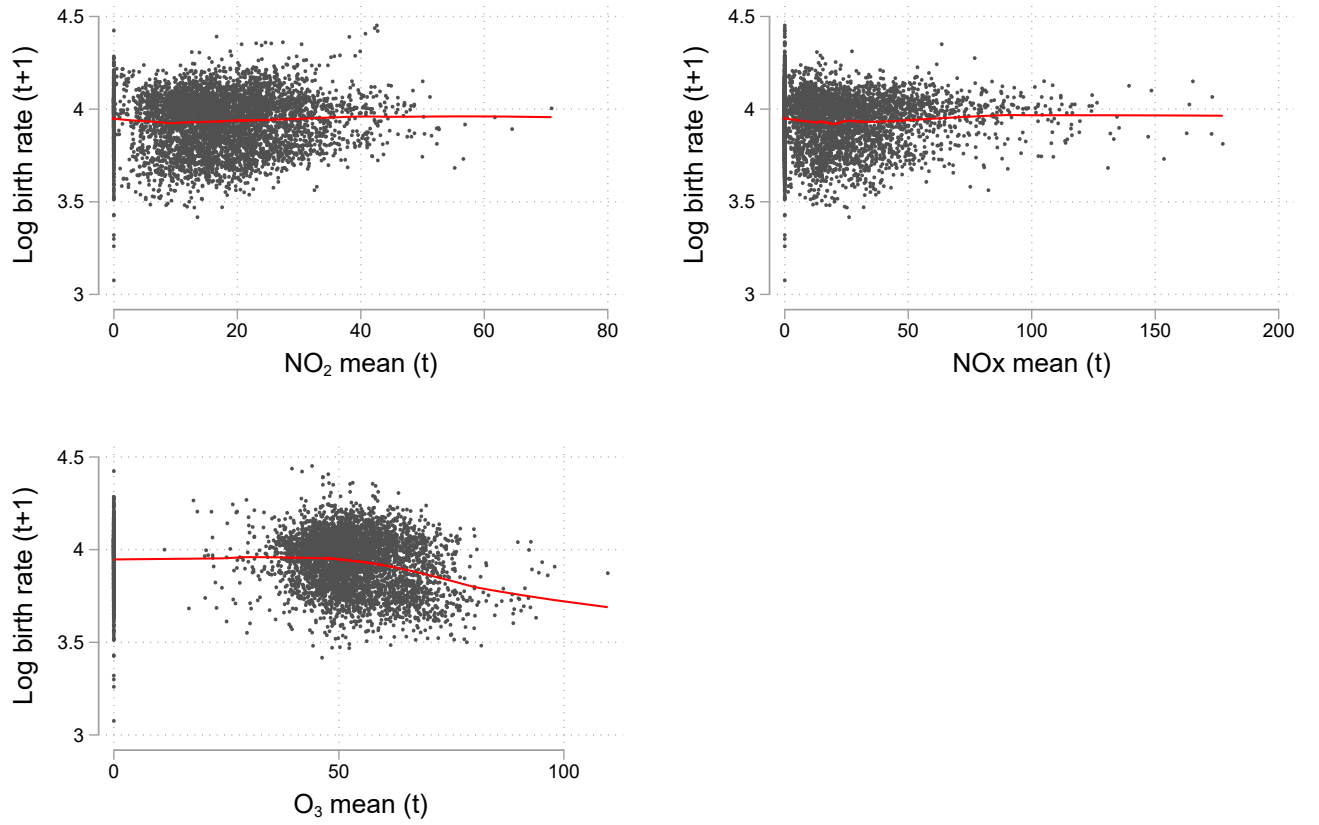 4.5
4
3.5
3
Log birth rate (t+1)
0 20 40 60 80
NO₂ mean (t)
4.5
4
3.5
3
Log birth rate (t+1)
0 50 100 150 200
NOx mean (t)
4.5
4
3.5
3
Log birth rate (t+1)
0 50 100
O₃ mean (t)